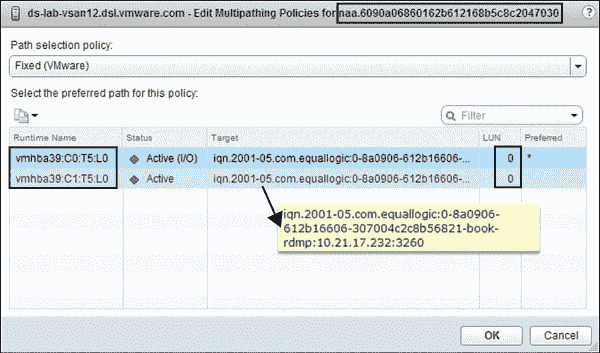 ds-lab-vsan12.dsl.vmware.com - Edit Multipathing Policies for naa.6090a06860162b612168b5c8c2047030
Path selection policy:
Fixed (VMware)
Select the preferred path for this policy:
Filter
Runtime Name Status Target LUN Preferred
vmhba39:C0:T5:L0 Active (I/O) iqn.2001-05.com.equallogic:0-8a0906-612b16606-... 0 *
vmhba39:C1:T5:L0 Active iqn.2001-05.com.equallogic:0-8a0906-612b16606-... 0
iqn.2001-05.com.equallogic:0-8a0906-
612b16606-307004c2c8b56821-book-
rdmp:10.21.17.232:3260
OK Cancel